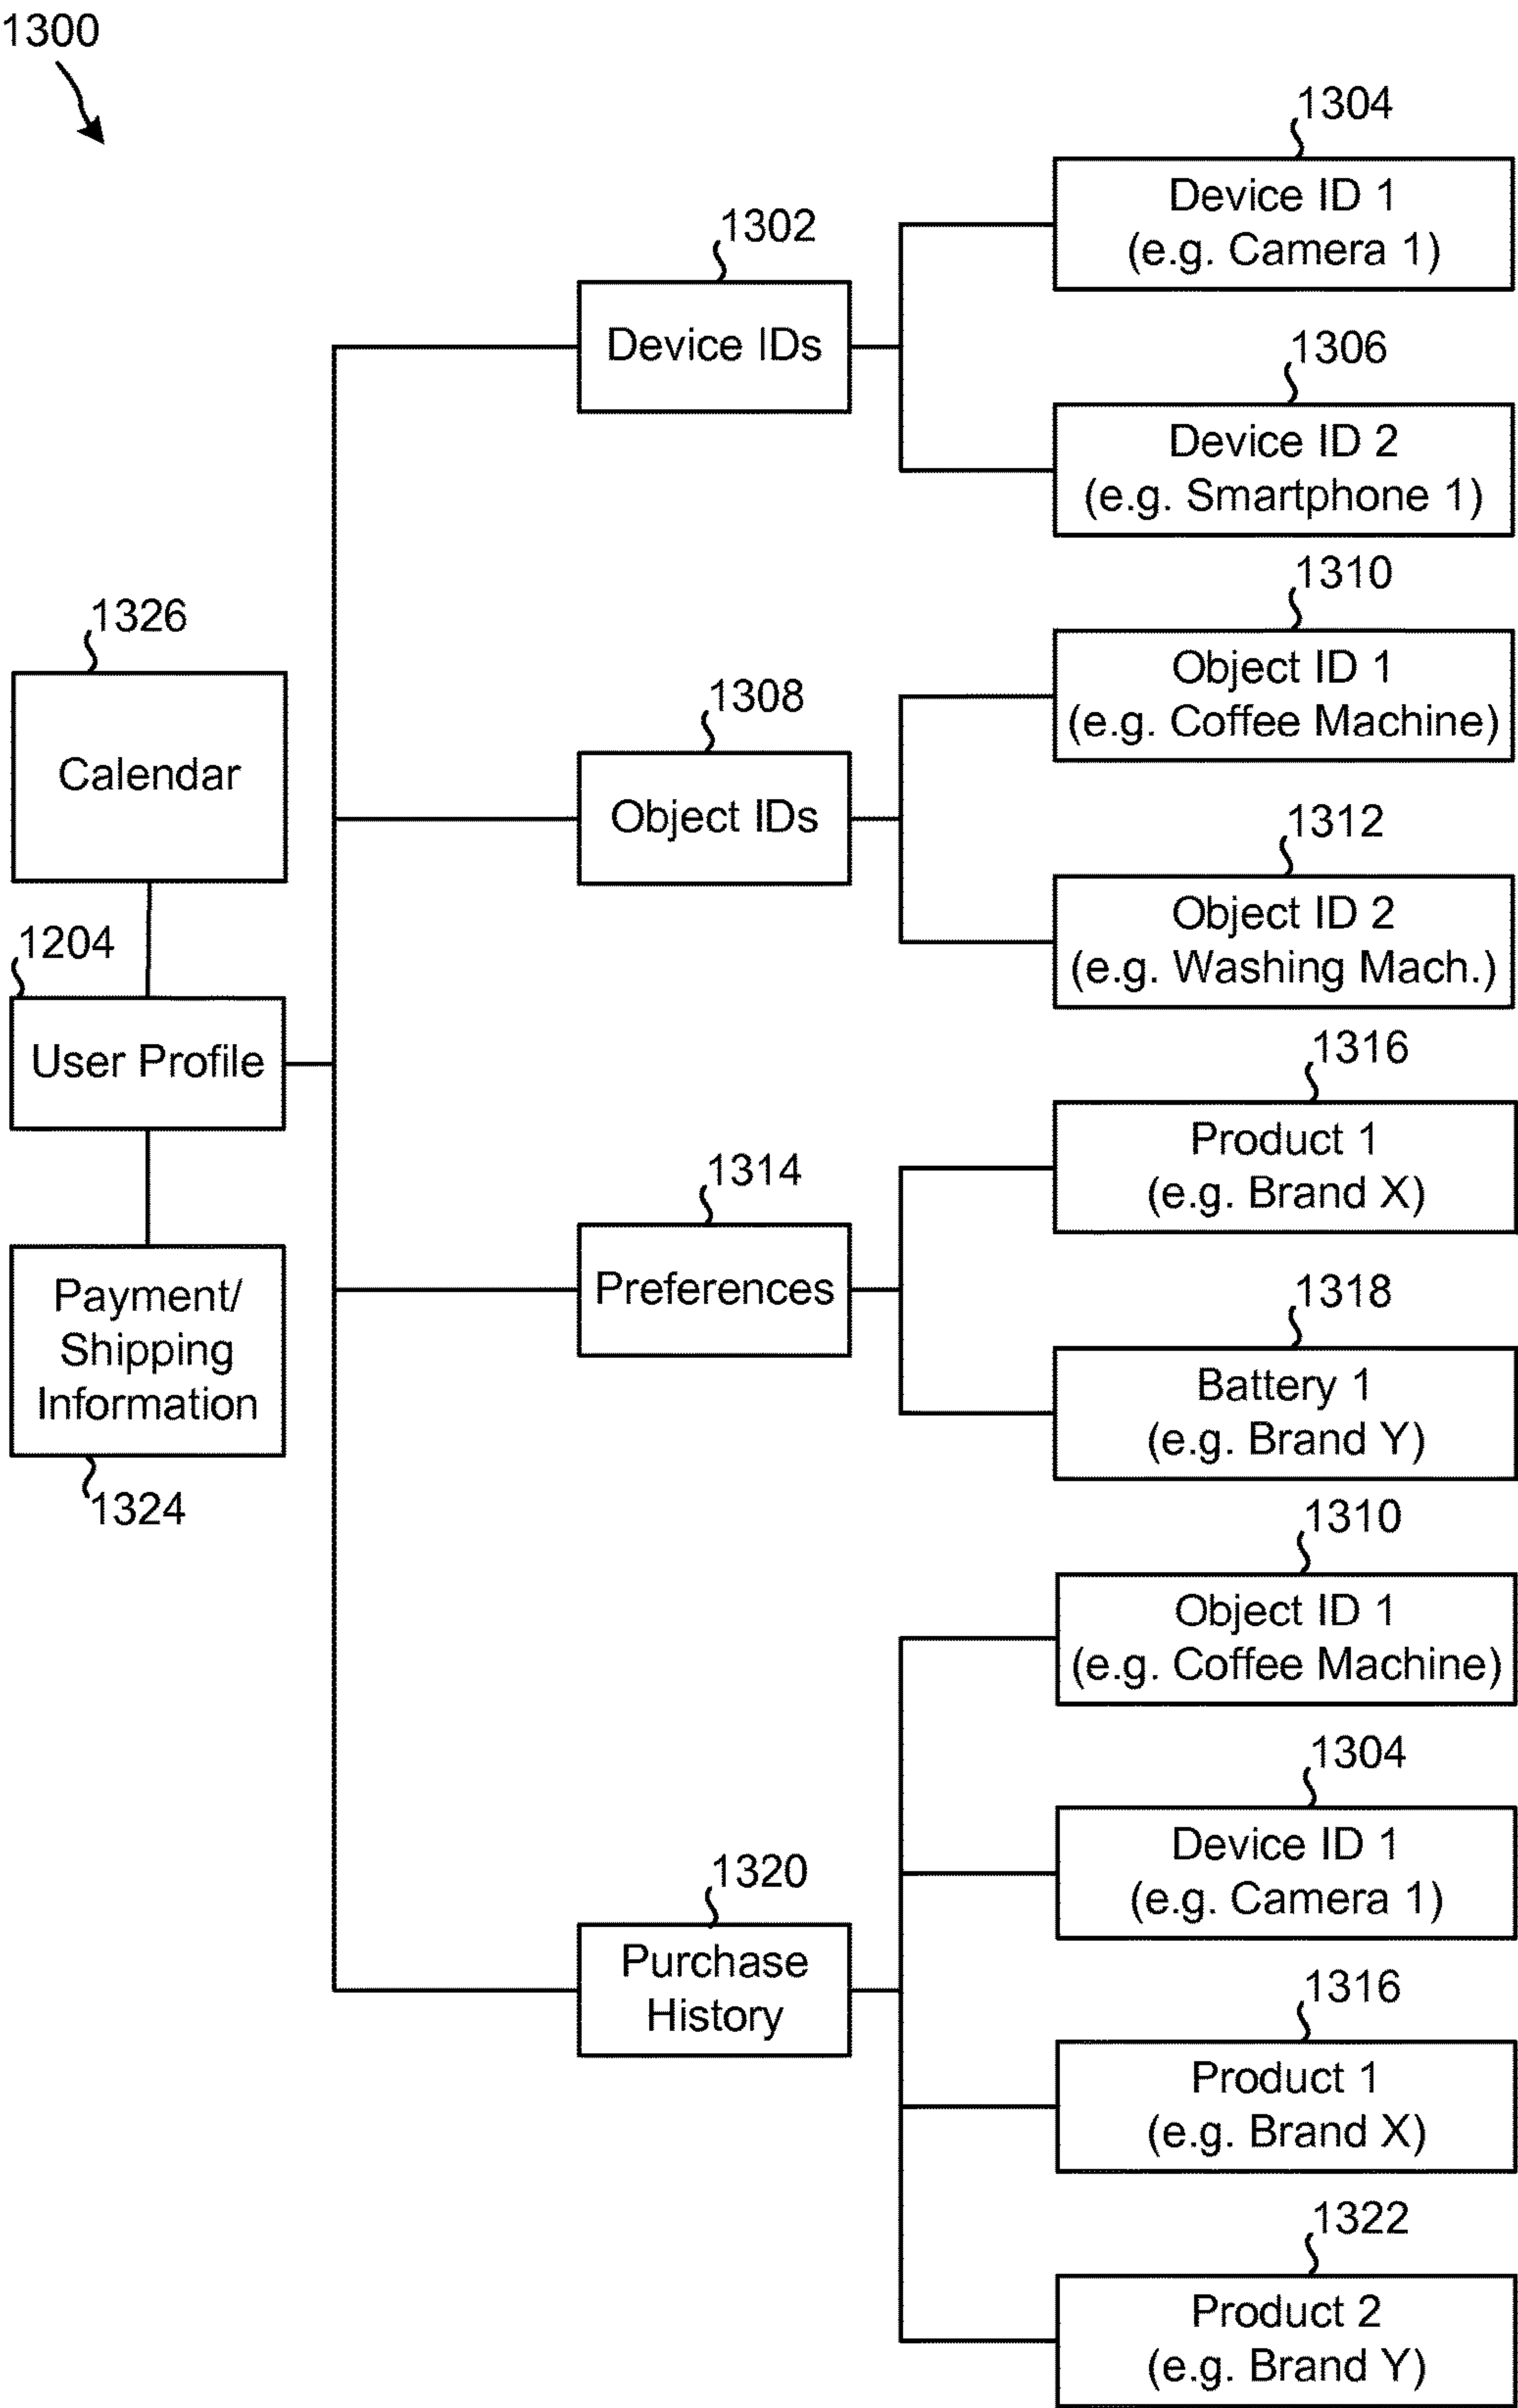 1300
1304
Device ID 1
(e.g. Camera 1)
1302
Device IDs
1306
Device ID 2
(e.g. Smartphone 1)
1310
Object ID 1
(e.g. Coffee Machine)
1326
Calendar
1308
Object IDs
1312
Object ID 2
(e.g. Washing Mach.)
1204
User Profile
1316
Product 1
(e.g. Brand X)
1314
Preferences
1318
Battery 1
(e.g. Brand Y)
Payment/
Shipping
Information
1324
1310
Object ID 1
(e.g. Coffee Machine)
1304
Device ID 1
(e.g. Camera 1)
1320
Purchase
History
1316
Product 1
(e.g. Brand X)
1322
Product 2
(e.g. Brand Y)